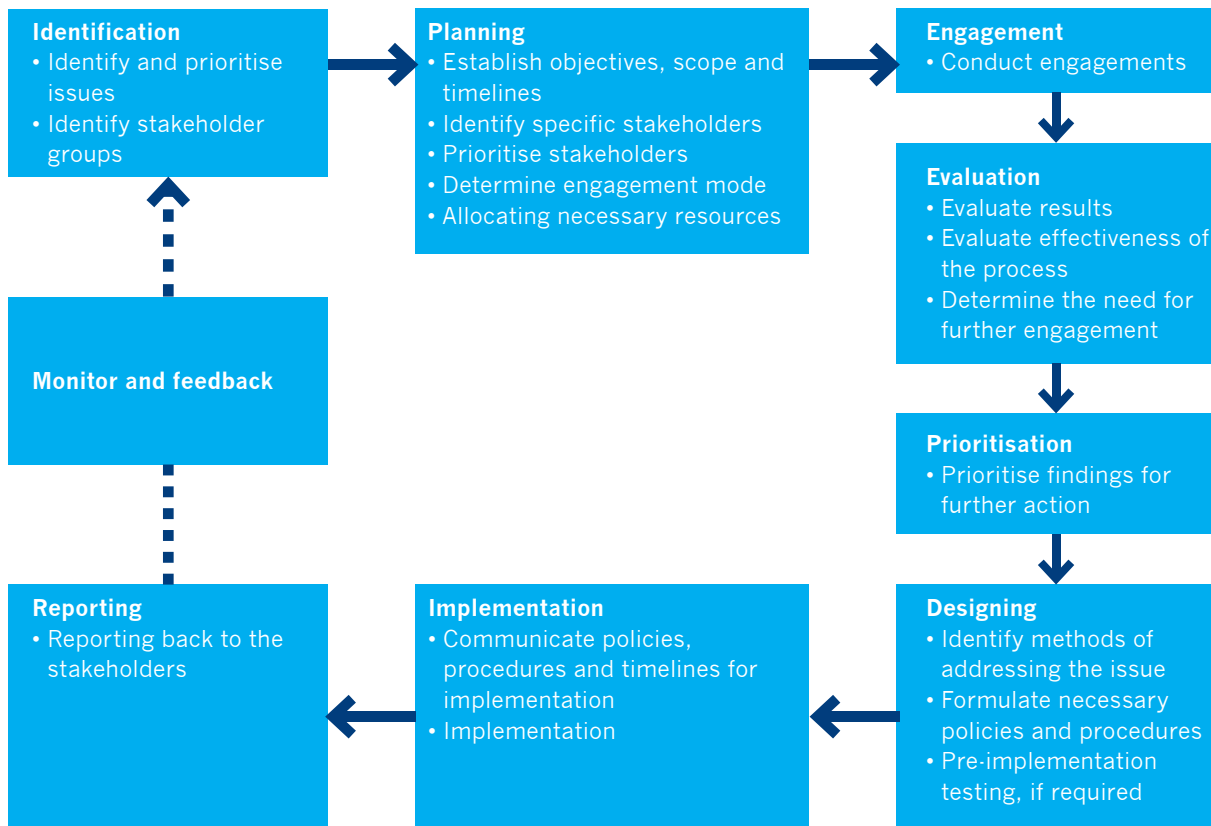 Identification
• Identify and prioritise
issues
• Identify stakeholder
groups
Planning
• Establish objectives, scope and
timelines
• Identify specific stakeholders
• Prioritise stakeholders
• Determine engagement mode
• Allocating necessary resources
Engagement
• Conduct engagements
Evaluation
• Evaluate results
• Evaluate effectiveness of
the process
• Determine the need for
further engagement
Prioritisation
• Prioritise findings for
further action
Designing
• Identify methods of
addressing the issue
• Formulate necessary
policies and procedures
• Pre-implementation
testing, if required
Implementation
• Communicate policies,
procedures and timelines for
implementation
• Implementation
Reporting
• Reporting back to the
stakeholders
Monitor and feedback